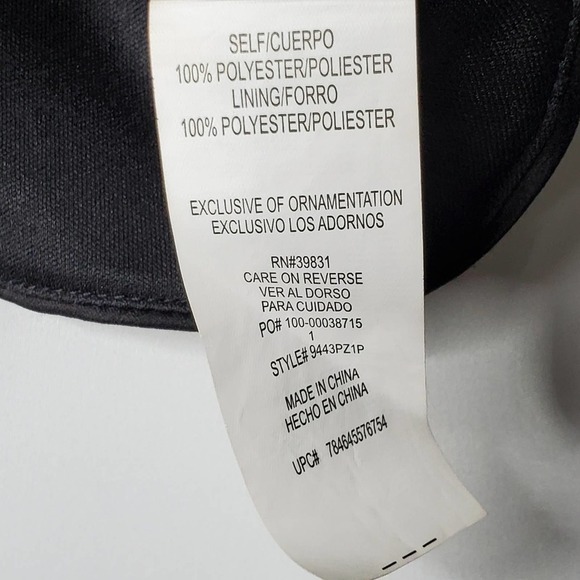 SELF/CUERPO
100% POLYESTER/POLIESTER
LINING/FORRO
100% POLYESTER/POLIESTER
EXCLUSIVE OF ORNAMENTATION
EXCLUSIVO LOS ADORNOS
RN#39831
CARE ON REVERSE
VER AL DORSO
PARA CUIDADO
PO# 100-00038715
1
STYLE# 9443PZ1P
MADE IN CHINA
HECHO EN CHINA
UPC# 784645576754